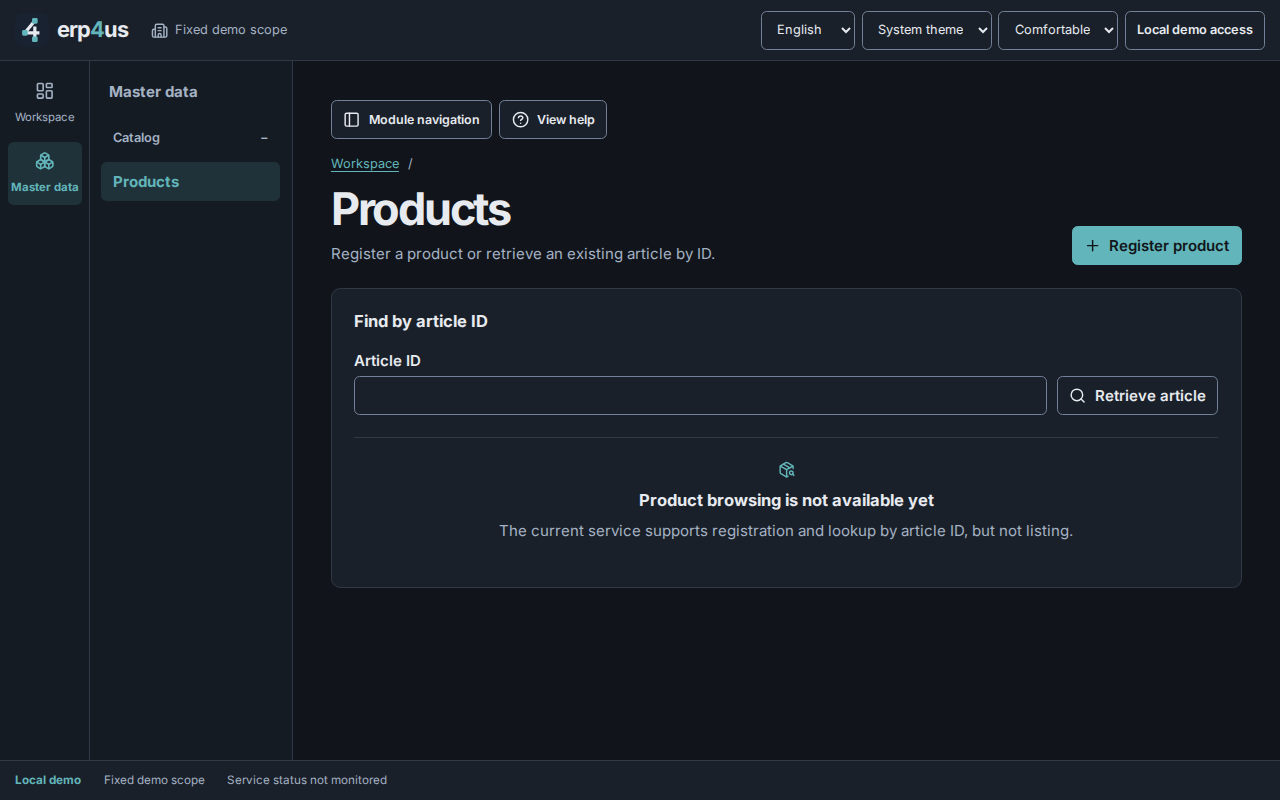 erp4us
Fixed demo scope
English
System theme
Comfortable
Local demo access
Workspace
Master data
Master data
Catalog –
Products
Module navigation
View help
Workspace /
Products
Register a product or retrieve an existing article by ID.
Register product
Find by article ID
Article ID
Retrieve article
Product browsing is not available yet
The current service supports registration and lookup by article ID, but not listing.
Local demo
Fixed demo scope
Service status not monitored